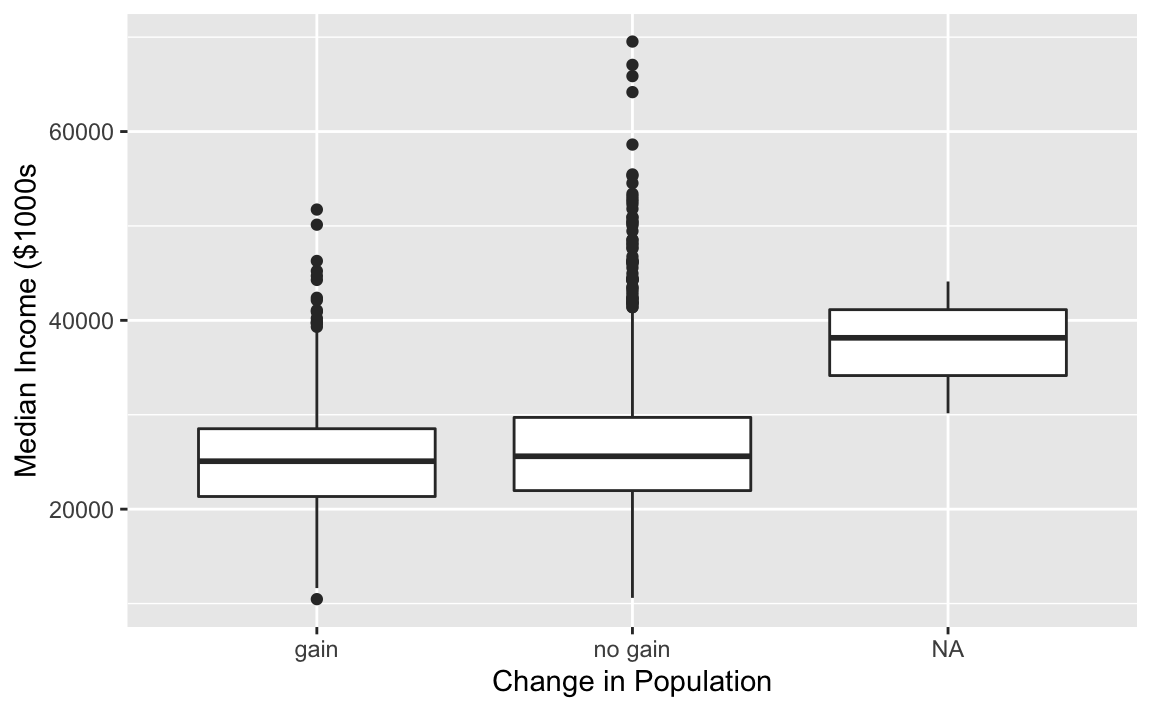 60000
40000
20000
Median Income ($1000s
gain
no gain
NA
Change in Population